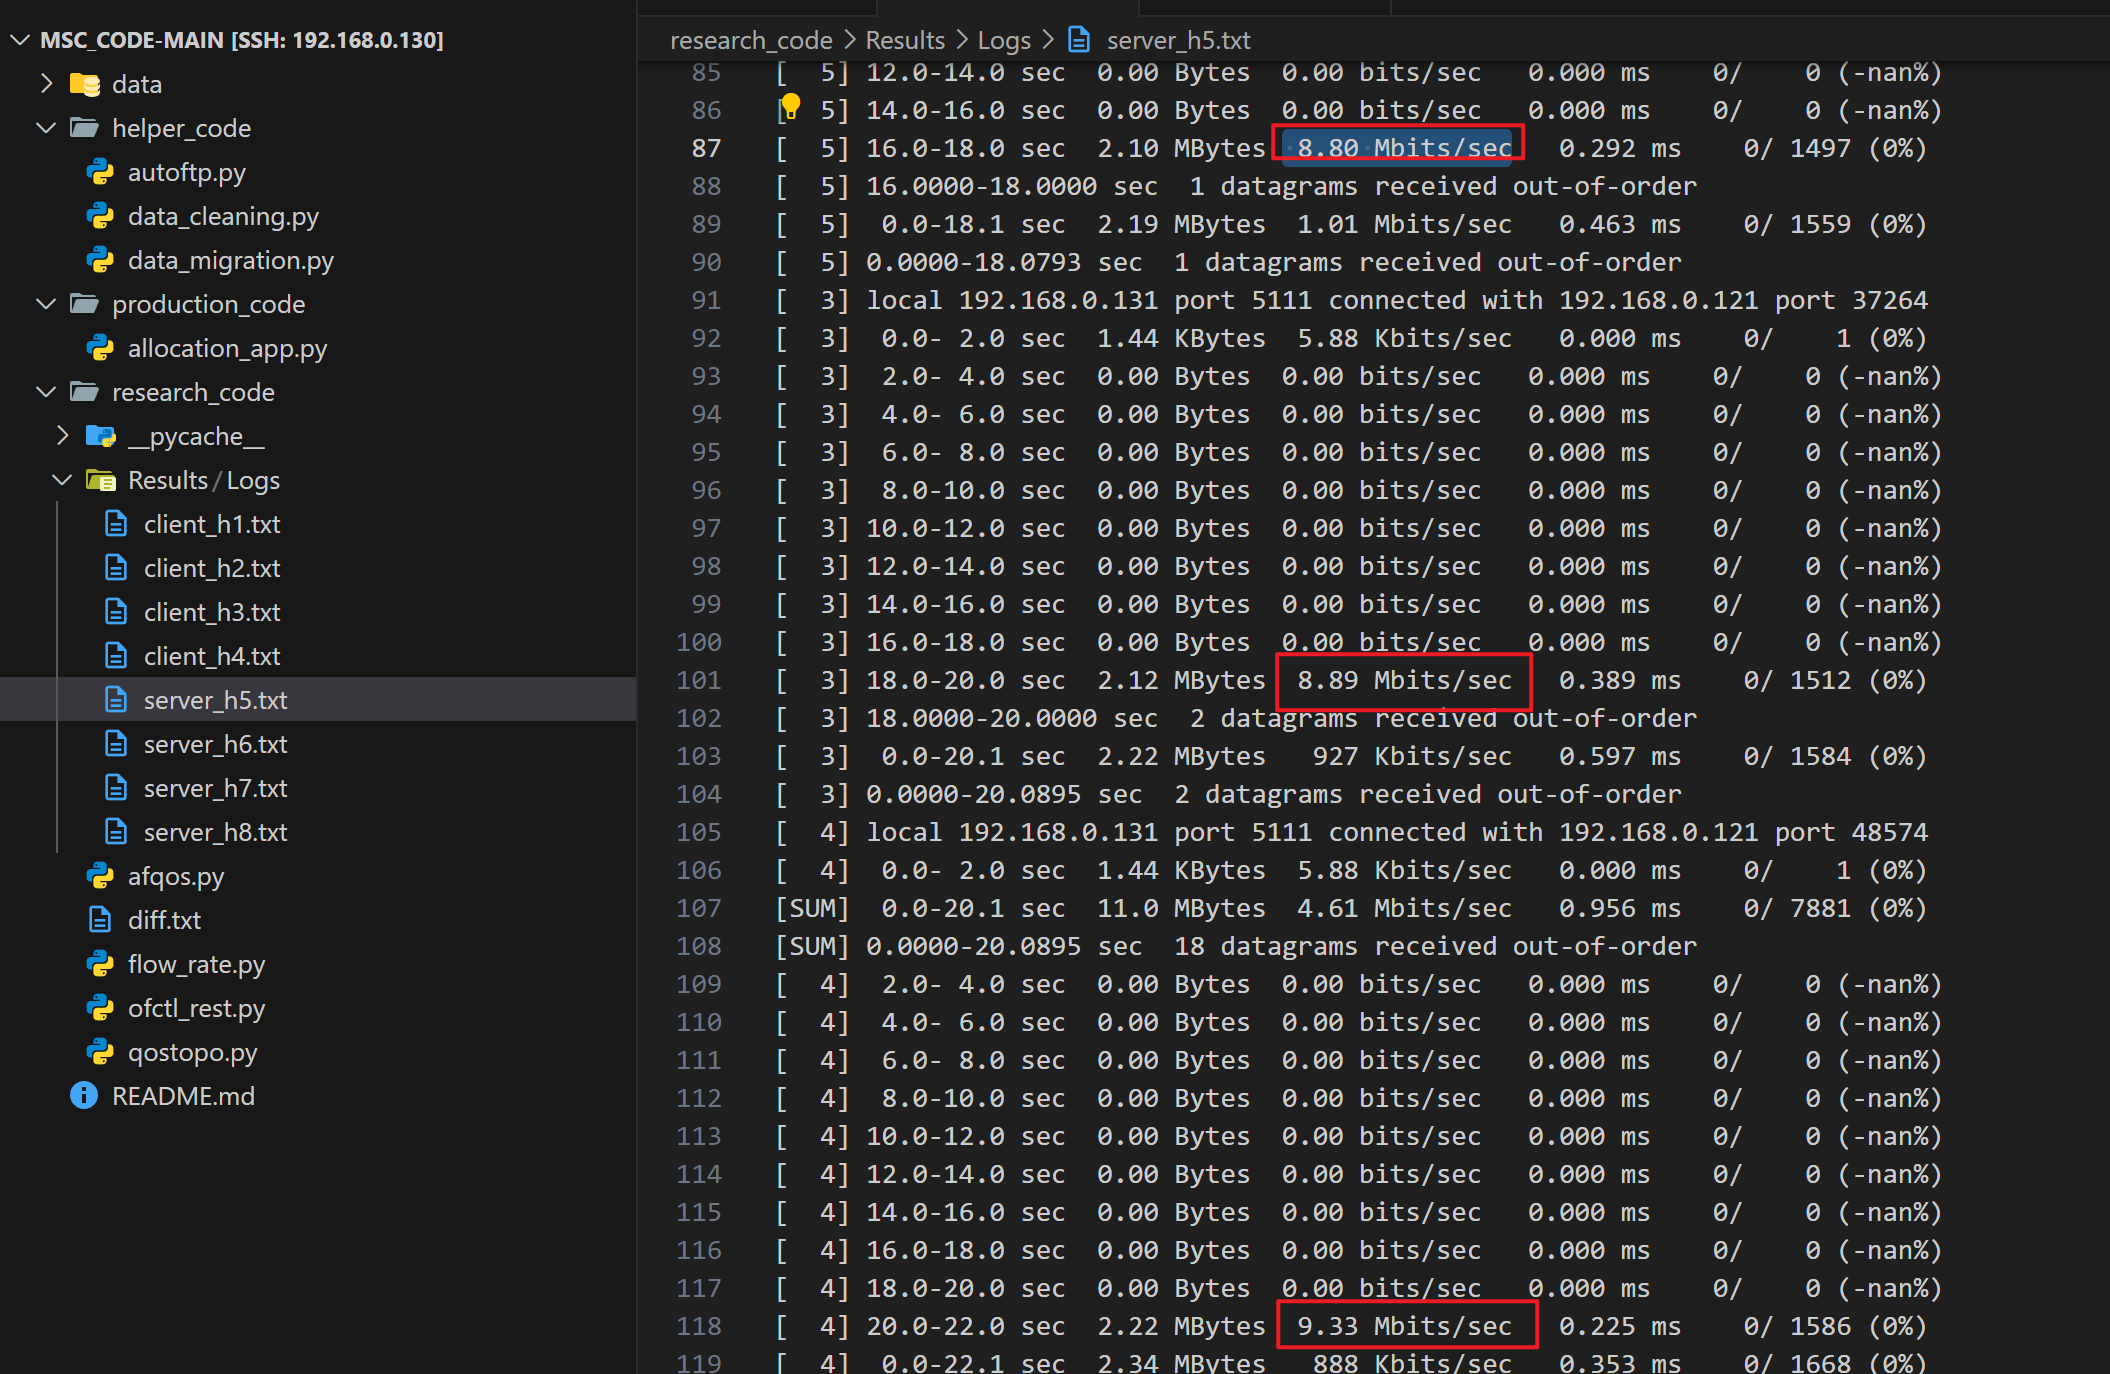 MSC_CODE-MAIN [SSH: 192.168.0.130]
data
helper_code
autoftp.py
data_cleaning.py
data_migration.py
production_code
allocation_app.py
research_code
__pycache__
Results / Logs
client_h1.txt
client_h2.txt
client_h3.txt
client_h4.txt
server_h5.txt
server_h6.txt
server_h7.txt
server_h8.txt
afqos.py
diff.txt
flow_rate.py
ofctl_rest.py
qostopo.py
README.md
research_code > Results > Logs > server_h5.txt
85 [  5] 12.0-14.0 sec  0.00 Bytes  0.00 bits/sec   0.000 ms    0/    0 (-nan%)
86 [  5] 14.0-16.0 sec  0.00 Bytes  0.00 bits/sec   0.000 ms    0/    0 (-nan%)
87 [  5] 16.0-18.0 sec  2.10 MBytes  8.80 Mbits/sec   0.292 ms    0/ 1497 (0%)
88 [  5] 16.0000-18.0000 sec  1 datagrams received out-of-order
89 [  5]  0.0-18.1 sec  2.19 MBytes  1.01 Mbits/sec   0.463 ms    0/ 1559 (0%)
90 [  5] 0.0000-18.0793 sec  1 datagrams received out-of-order
91 [  3] local 192.168.0.131 port 5111 connected with 192.168.0.121 port 37264
92 [  3]  0.0- 2.0 sec  1.44 KBytes  5.88 Kbits/sec   0.000 ms    0/    1 (0%)
93 [  3]  2.0- 4.0 sec  0.00 Bytes  0.00 bits/sec   0.000 ms    0/    0 (-nan%)
94 [  3]  4.0- 6.0 sec  0.00 Bytes  0.00 bits/sec   0.000 ms    0/    0 (-nan%)
95 [  3]  6.0- 8.0 sec  0.00 Bytes  0.00 bits/sec   0.000 ms    0/    0 (-nan%)
96 [  3]  8.0-10.0 sec  0.00 Bytes  0.00 bits/sec   0.000 ms    0/    0 (-nan%)
97 [  3] 10.0-12.0 sec  0.00 Bytes  0.00 bits/sec   0.000 ms    0/    0 (-nan%)
98 [  3] 12.0-14.0 sec  0.00 Bytes  0.00 bits/sec   0.000 ms    0/    0 (-nan%)
99 [  3] 14.0-16.0 sec  0.00 Bytes  0.00 bits/sec   0.000 ms    0/    0 (-nan%)
100 [  3] 16.0-18.0 sec  0.00 Bytes  0.00 bits/sec   0.000 ms    0/    0 (-nan%)
101 [  3] 18.0-20.0 sec  2.12 MBytes  8.89 Mbits/sec   0.389 ms    0/ 1512 (0%)
102 [  3] 18.0000-20.0000 sec  2 datagrams received out-of-order
103 [  3]  0.0-20.1 sec  2.22 MBytes   927 Kbits/sec   0.597 ms    0/ 1584 (0%)
104 [  3] 0.0000-20.0895 sec  2 datagrams received out-of-order
105 [  4] local 192.168.0.131 port 5111 connected with 192.168.0.121 port 48574
106 [  4]  0.0- 2.0 sec  1.44 KBytes  5.88 Kbits/sec   0.000 ms    0/    1 (0%)
107 [SUM]  0.0-20.1 sec  11.0 MBytes  4.61 Mbits/sec   0.956 ms    0/ 7881 (0%)
108 [SUM] 0.0000-20.0895 sec  18 datagrams received out-of-order
109 [  4]  2.0- 4.0 sec  0.00 Bytes  0.00 bits/sec   0.000 ms    0/    0 (-nan%)
110 [  4]  4.0- 6.0 sec  0.00 Bytes  0.00 bits/sec   0.000 ms    0/    0 (-nan%)
111 [  4]  6.0- 8.0 sec  0.00 Bytes  0.00 bits/sec   0.000 ms    0/    0 (-nan%)
112 [  4]  8.0-10.0 sec  0.00 Bytes  0.00 bits/sec   0.000 ms    0/    0 (-nan%)
113 [  4] 10.0-12.0 sec  0.00 Bytes  0.00 bits/sec   0.000 ms    0/    0 (-nan%)
114 [  4] 12.0-14.0 sec  0.00 Bytes  0.00 bits/sec   0.000 ms    0/    0 (-nan%)
115 [  4] 14.0-16.0 sec  0.00 Bytes  0.00 bits/sec   0.000 ms    0/    0 (-nan%)
116 [  4] 16.0-18.0 sec  0.00 Bytes  0.00 bits/sec   0.000 ms    0/    0 (-nan%)
117 [  4] 18.0-20.0 sec  0.00 Bytes  0.00 bits/sec   0.000 ms    0/    0 (-nan%)
118 [  4] 20.0-22.0 sec  2.22 MBytes  9.33 Mbits/sec   0.225 ms    0/ 1586 (0%)
119 [  4]  0.0-22.1 sec  2.34 MBytes   888 Kbits/sec   0.353 ms    0/ 1668 (0%)